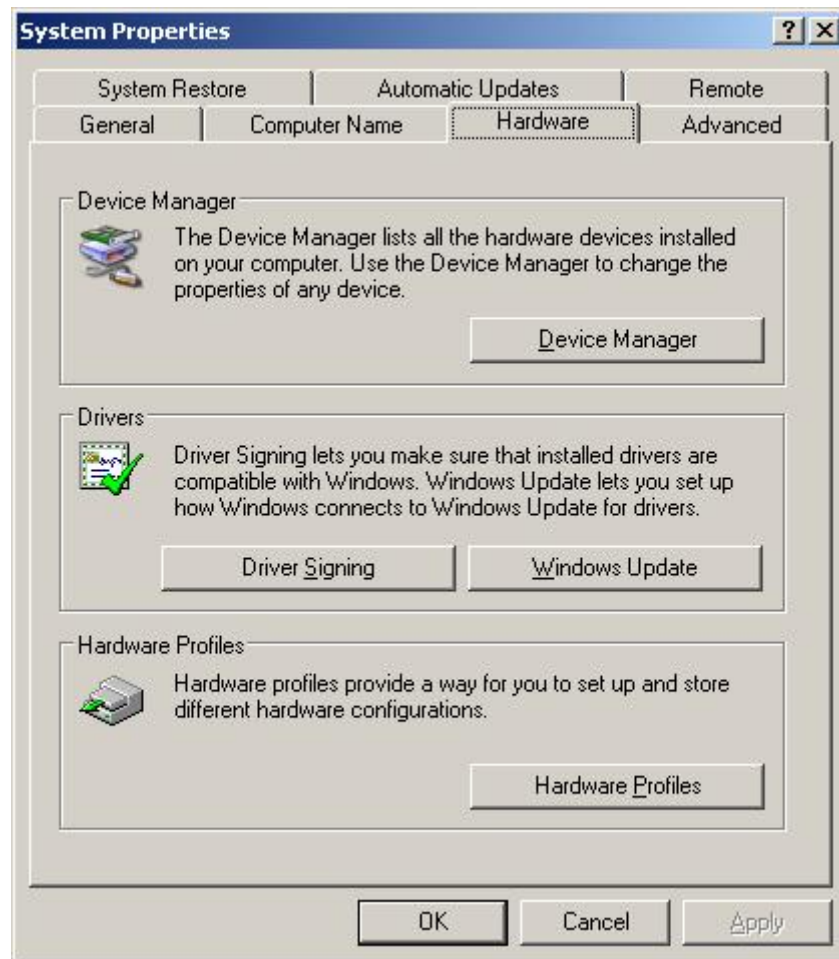 System Properties
System Restore Automatic Updates Remote
General Computer Name Hardware Advanced
Device Manager
The Device Manager lists all the hardware devices installed
on your computer. Use the Device Manager to change the
properties of any device.
Device Manager
Drivers
Driver Signing lets you make sure that installed drivers are
compatible with Windows. Windows Update lets you set up
how Windows connects to Windows Update for drivers.
Driver Signing Windows Update
Hardware Profiles
Hardware profiles provide a way for you to set up and store
different hardware configurations.
Hardware Profiles
OK Cancel Apply